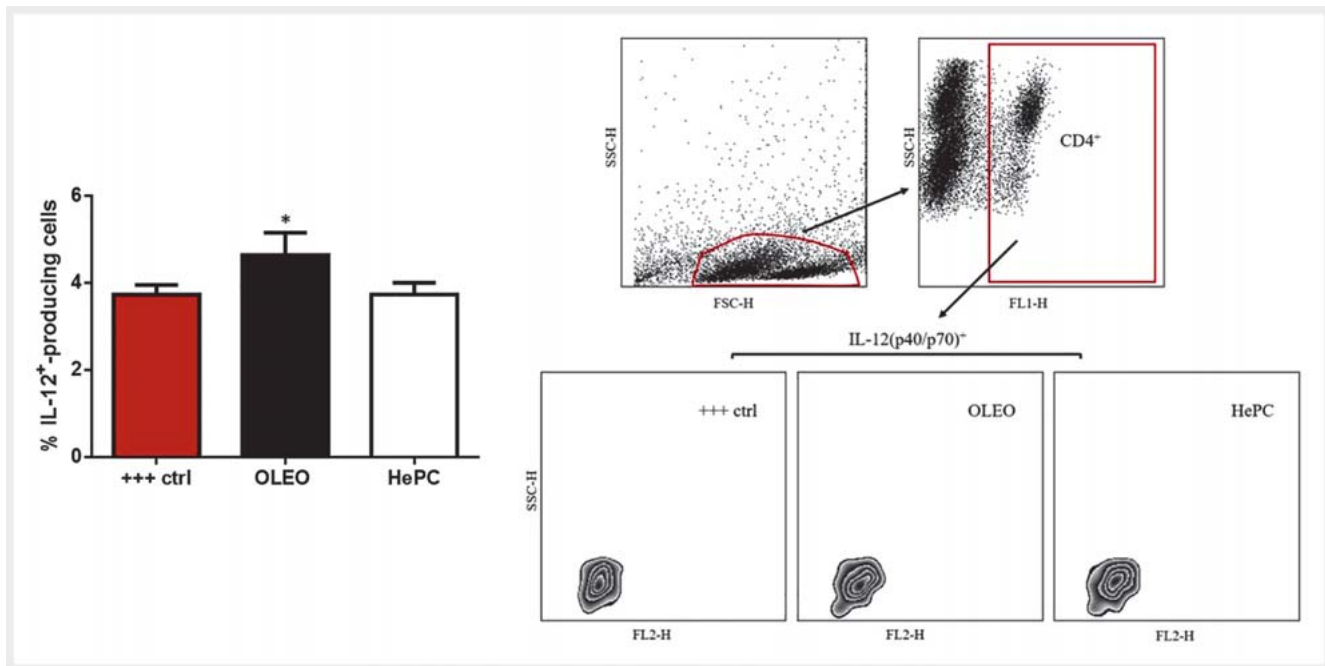 % IL-12⁺-producing cells
6
4
2
0
+++ ctrl
OLEO
HePC
*
SSC-H
FSC-H
SSC-H
CD4⁺
FL1-H
IL-12(p40/p70)⁺
SSC-H
+++ ctrl
FL2-H
OLEO
FL2-H
HePC
FL2-H